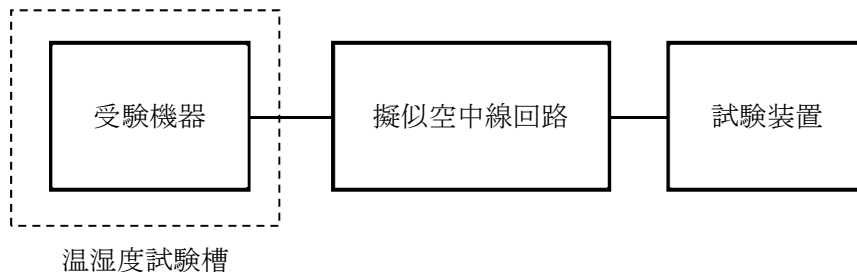 受験機器
擬似空中線回路
試験装置
温湿度試験槽